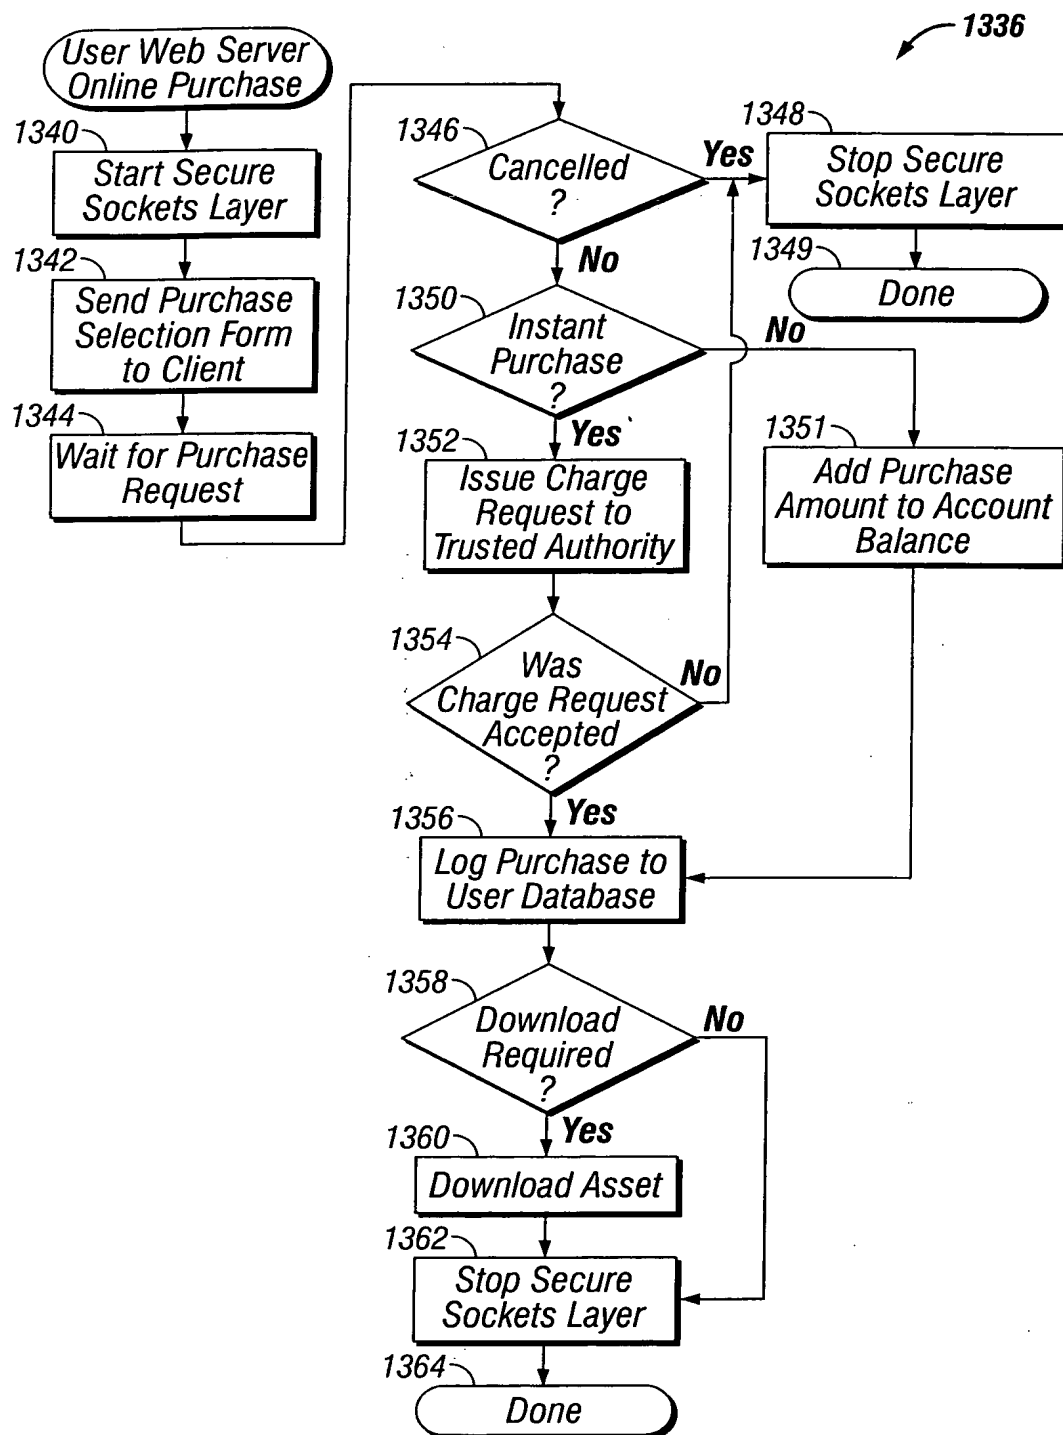 1336
User Web Server
Online Purchase
1340
Start Secure
Sockets Layer
1342
Send Purchase
Selection Form
to Client
1344
Wait for Purchase
Request
1346
Cancelled
?
Yes
No
1348
Stop Secure
Sockets Layer
1349
Done
1350
Instant
Purchase
?
No
Yes
1351
Add Purchase
Amount to Account
Balance
1352
Issue Charge
Request to
Trusted Authority
1354
Was
Charge Request
Accepted
?
No
Yes
1356
Log Purchase to
User Database
1358
Download
Required
?
No
Yes
1360
Download Asset
1362
Stop Secure
Sockets Layer
1364
Done